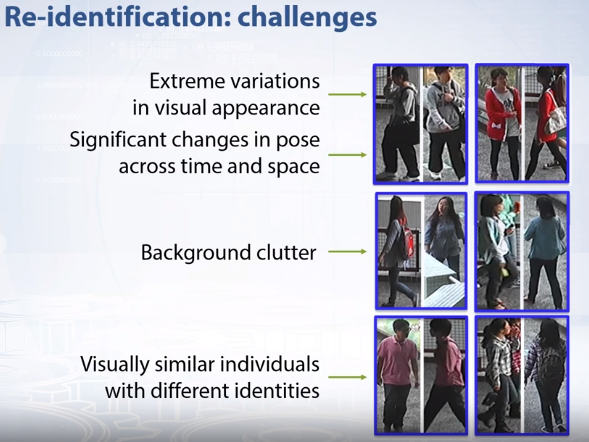 Re-identification: challenges
Extreme variations
in visual appearance
Significant changes in pose
across time and space
Background clutter
Visually similar individuals
with different identities